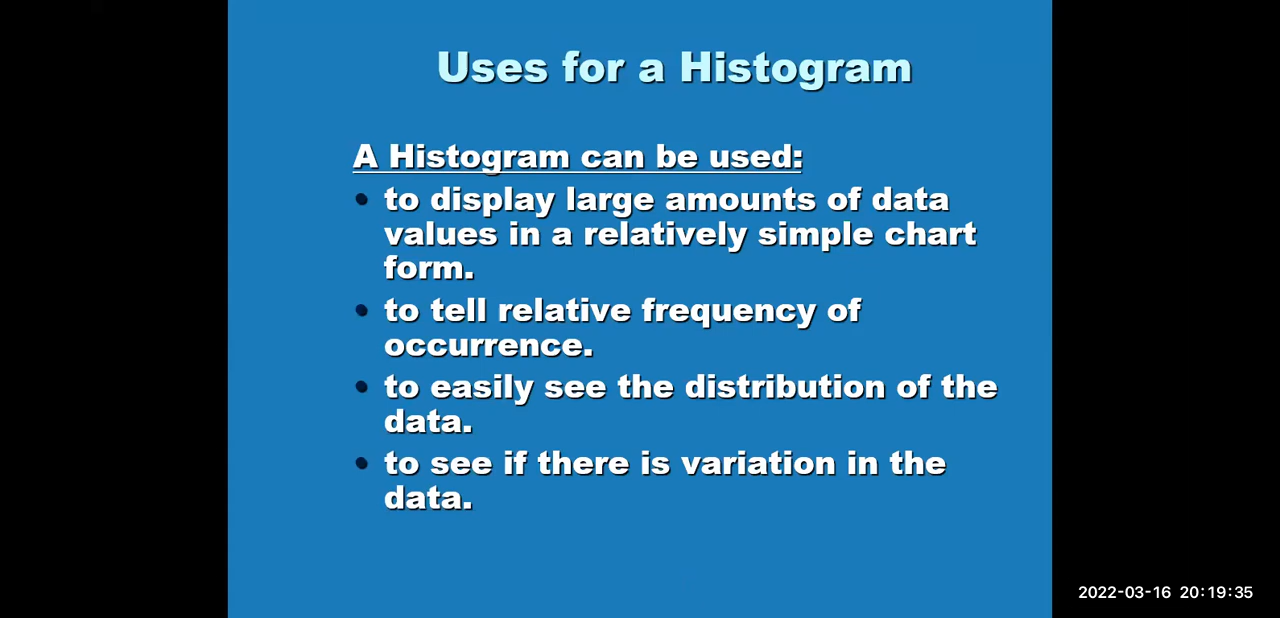 Uses for a Histogram
A Histogram can be used:
• to display large amounts of data
values in a relatively simple chart
form.
• to tell relative frequency of
occurrence.
• to easily see the distribution of the
data.
• to see if there is variation in the
data.
2022-03-16 20:19:35